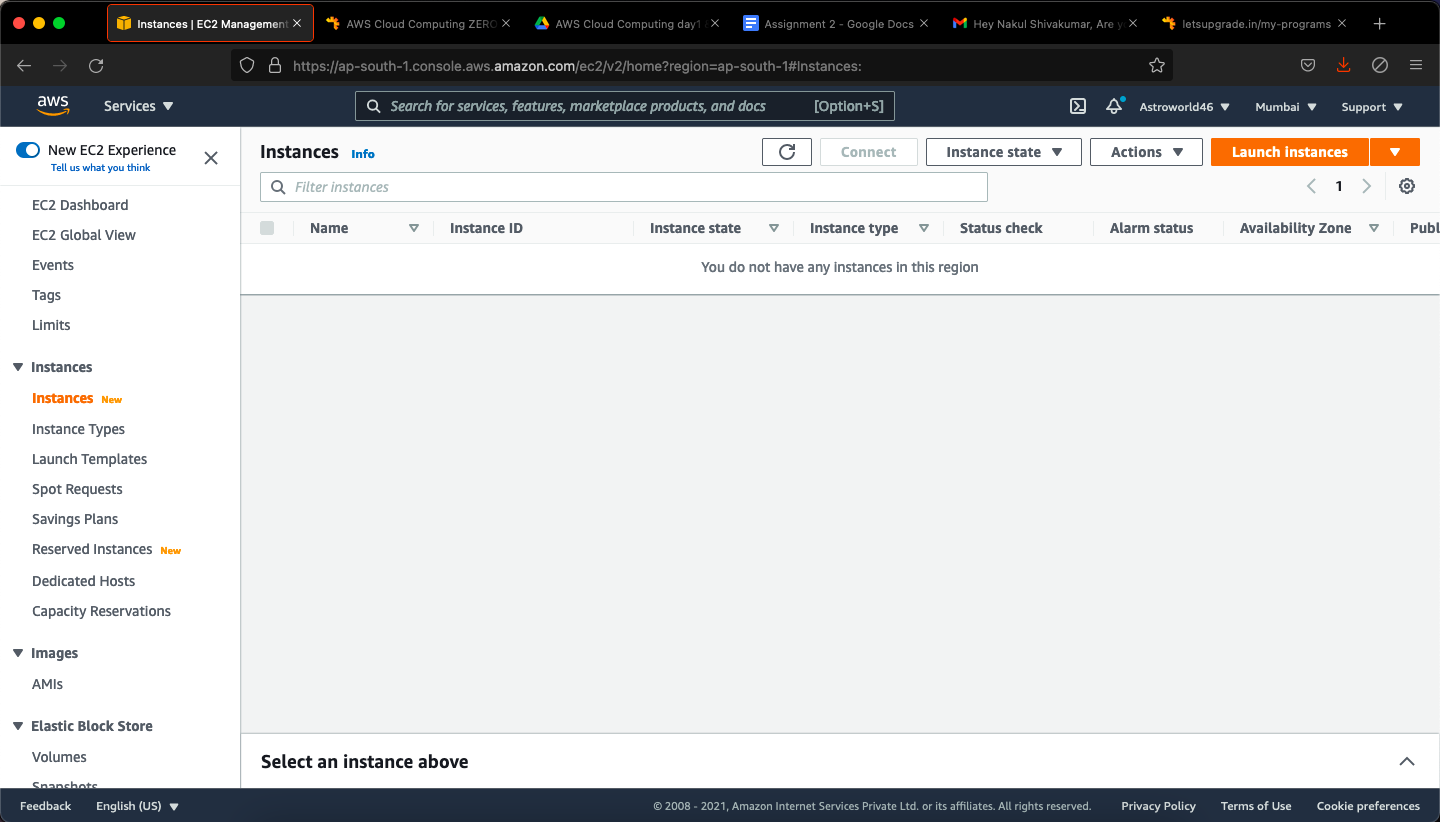 Instances | EC2 Management
AWS Cloud Computing ZERO
AWS Cloud Computing day1
Assignment 2 - Google Docs
Hey Nakul Shivakumar, Are
letsupgrade.in/my-programs
https://ap-south-1.console.aws.amazon.com/ec2/v2/home?region=ap-south-1#Instances:
aws
Services
Search for services, features, marketplace products, and docs [Option+S]
Astroworld46
Mumbai
Support
New EC2 Experience
Tell us what you think
EC2 Dashboard
EC2 Global View
Events
Tags
Limits
Instances
Instances New
Instance Types
Launch Templates
Spot Requests
Savings Plans
Reserved Instances New
Dedicated Hosts
Capacity Reservations
Images
AMIs
Elastic Block Store
Volumes
Snapshots
Instances Info
Connect
Instance state
Actions
Launch instances
Filter instances
1
Name Instance ID Instance state Instance type Status check Alarm status Availability Zone Publ
You do not have any instances in this region
Select an instance above
Feedback English (US) © 2008 - 2021, Amazon Internet Services Private Ltd. or its affiliates. All rights reserved. Privacy Policy Terms of Use Cookie preferences